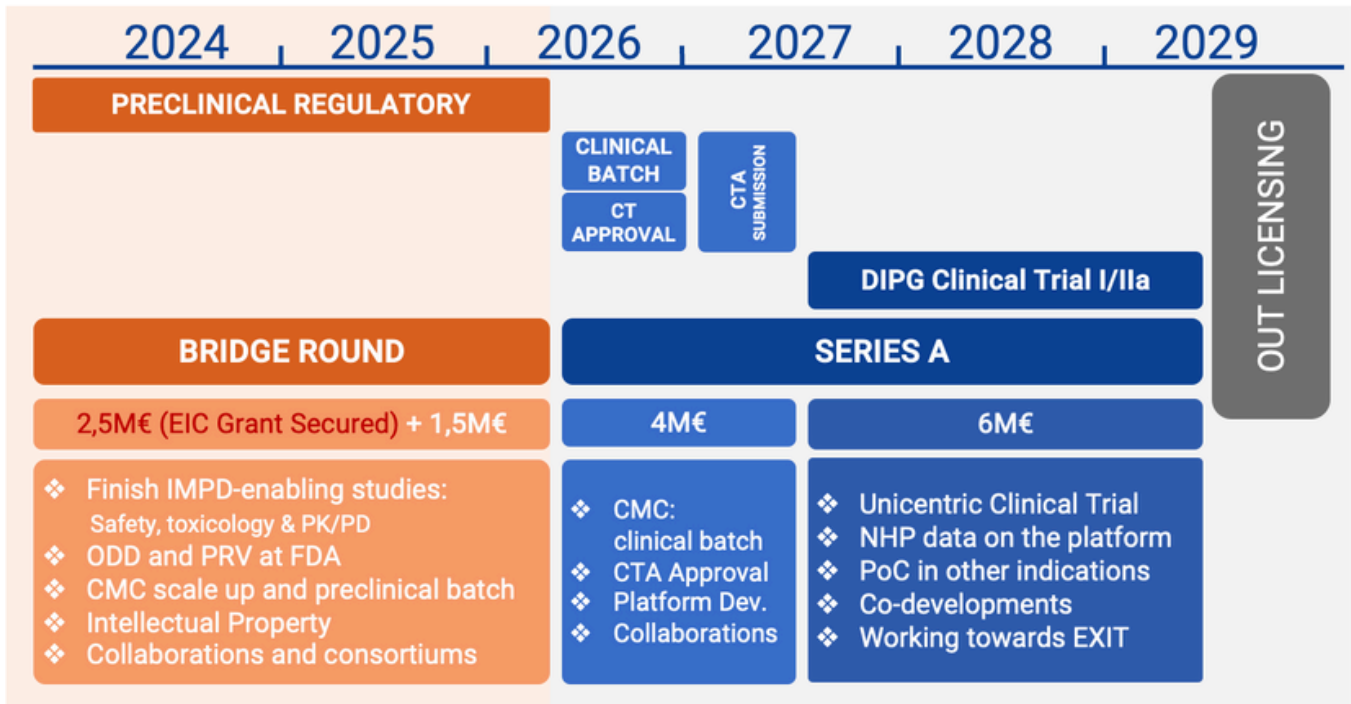 2024
2025
2026
2027
2028
2029
PRECLINICAL REGULATORY
CLINICAL
BATCH
CT
APPROVAL
CTA
SUBMISSION
DIPG Clinical Trial I/IIa
OUT LICENSING
BRIDGE ROUND
SERIES A
2,5M€ (EIC Grant Secured) + 1,5M€
4M€
6M€
❖ Finish IMPD-enabling studies:
Safety, toxicology & PK/PD
❖ ODD and PRV at FDA
❖ CMC scale up and preclinical batch
❖ Intellectual Property
❖ Collaborations and consortiums
❖ CMC:
clinical batch
❖ CTA Approval
❖ Platform Dev.
❖ Collaborations
❖ Unicentric Clinical Trial
❖ NHP data on the platform
❖ PoC in other indications
❖ Co-developments
❖ Working towards EXIT